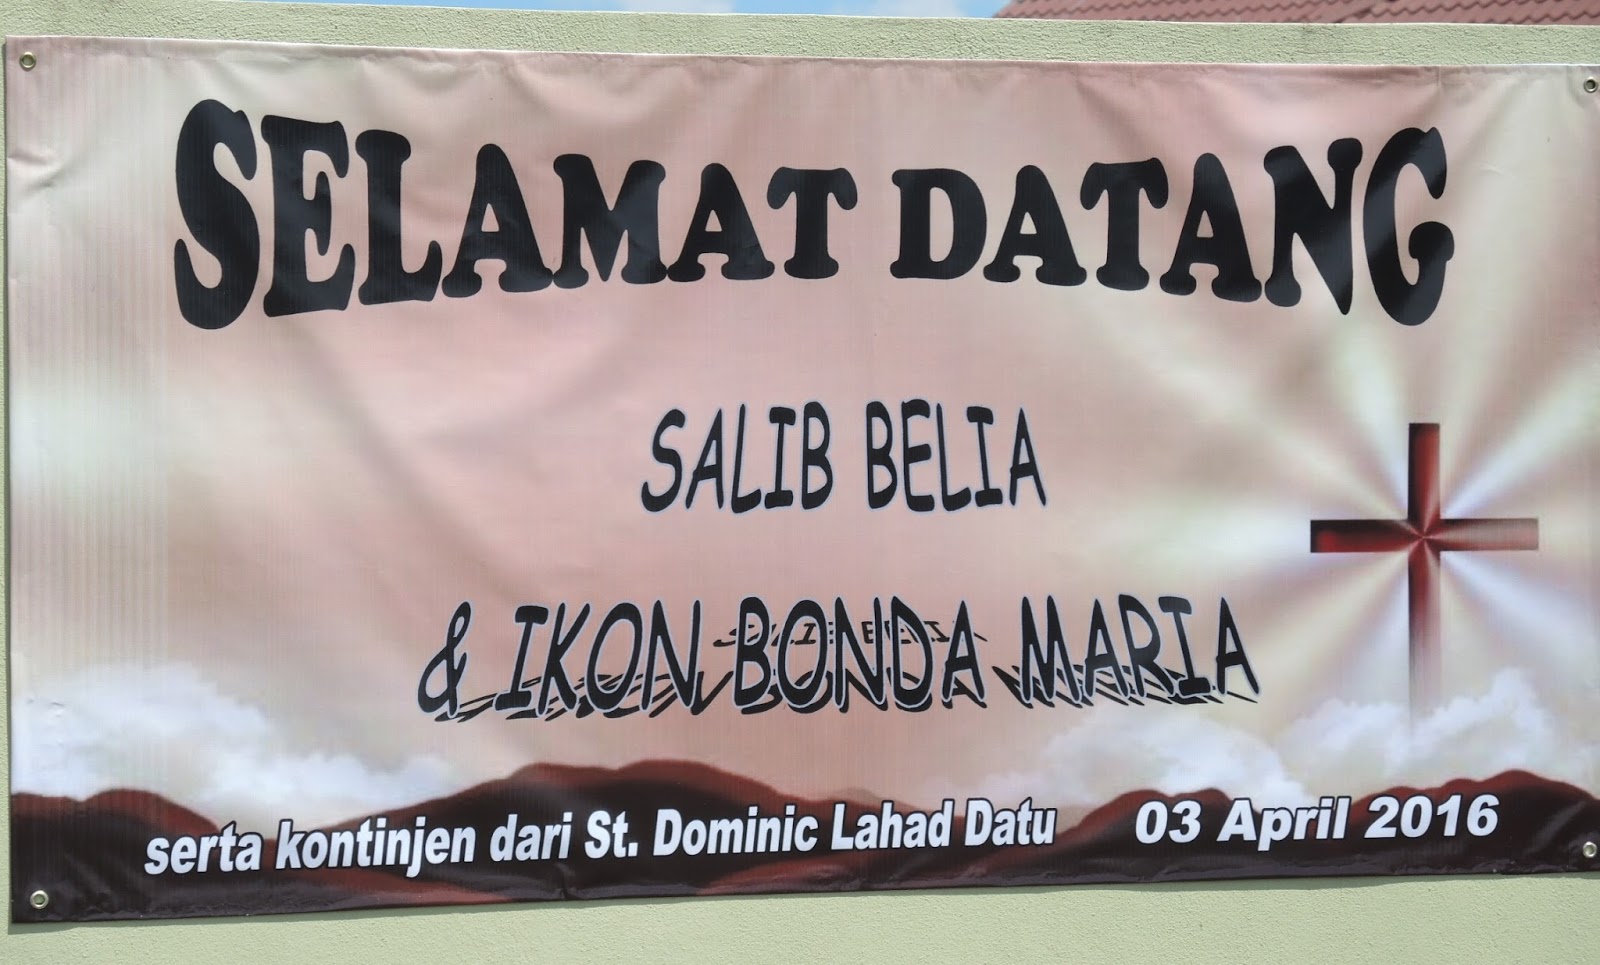 SELAMAT DATANG
SALIB BELIA
& IKON BONDA MARIA
serta kontinjen dari St. Dominic Lahad Datu 03 April 2016